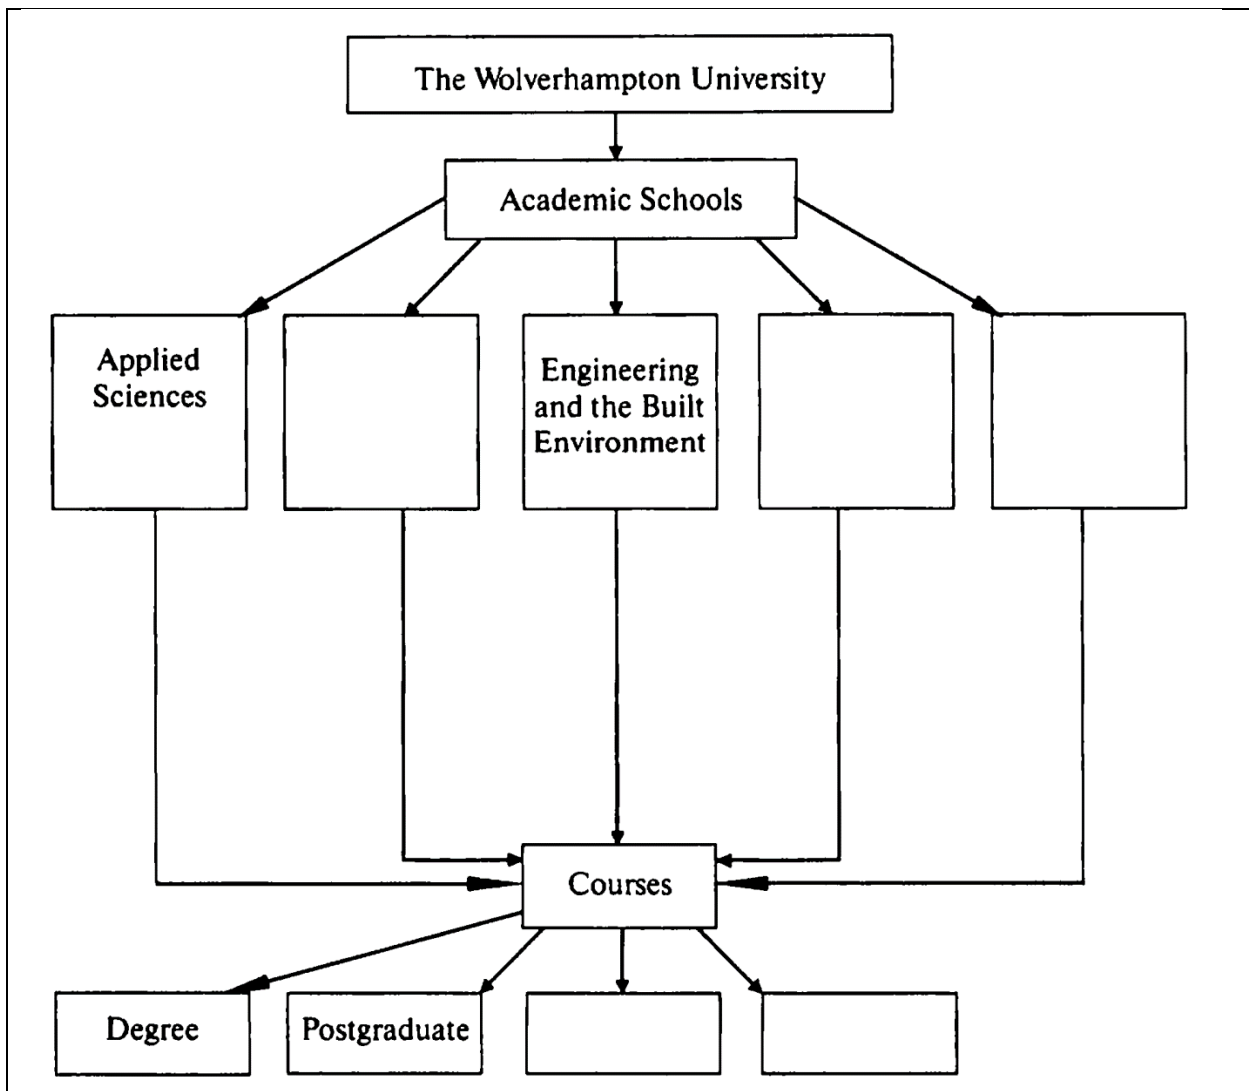 The Wolverhampton University
Academic Schools
Applied
Sciences
Engineering
and the Built
Environment
Courses
Degree
Postgraduate